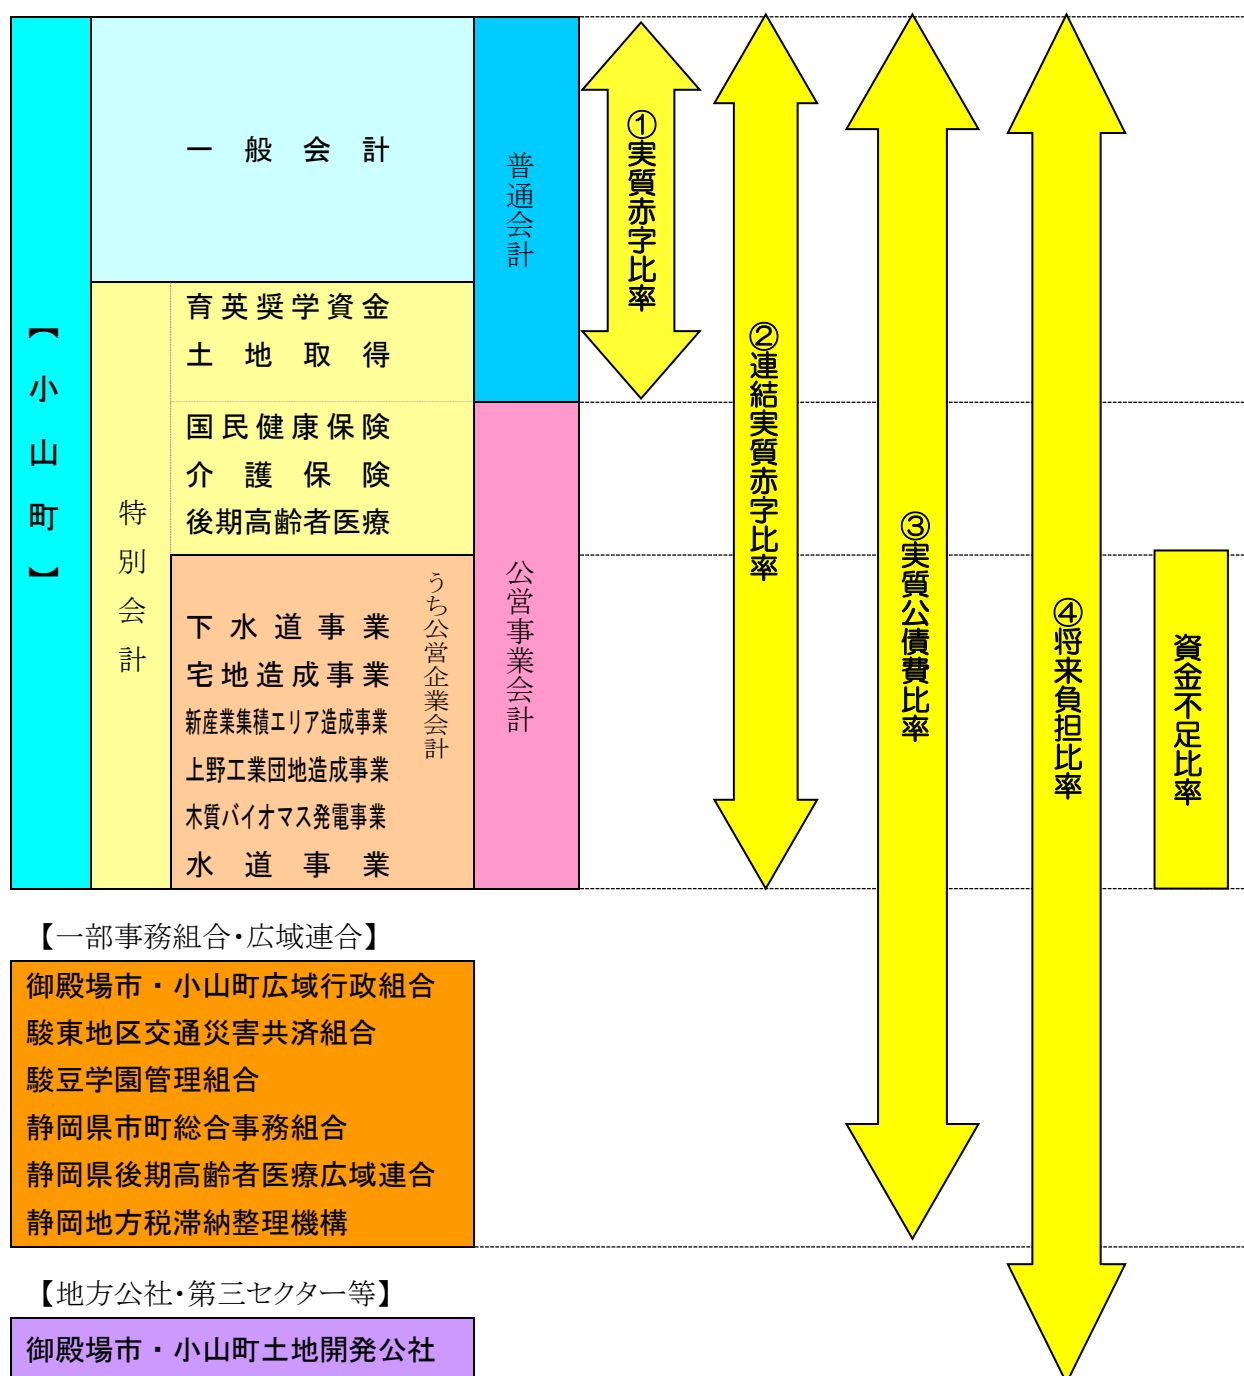 【小山町】
一般会計
特別会計
育英奨学資金
土地取得
国民健康保険
介護保険
後期高齢者医療
うち公営企業会計
下水道事業
宅地造成事業
新産業集積エリア造成事業
上野工業団地造成事業
木質バイオマス発電事業
水道事業
普通会計
公営事業会計
①実質赤字比率
②連結実質赤字比率
③実質公債費比率
④将来負担比率
資金不足比率
【一部事務組合・広域連合】
御殿場市・小山町広域行政組合
駿東地区交通災害共済組合
駿豆学園管理組合
静岡県市町総合事務組合
静岡県後期高齢者医療広域連合
静岡地方税滞納整理機構
【地方公社・第三セクター等】
御殿場市・小山町土地開発公社